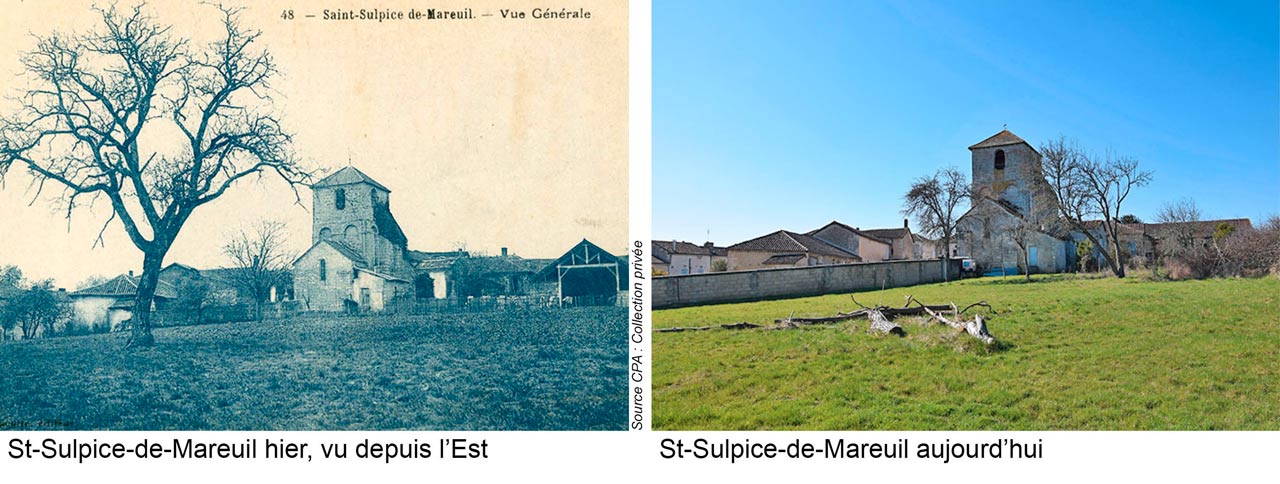 48 – Saint-Sulpice de-Mareuil. – Vue Générale
Source CPA : Collection privée
St-Sulpice-de-Mareuil hier, vu depuis l'Est
St-Sulpice-de-Mareuil aujourd'hui